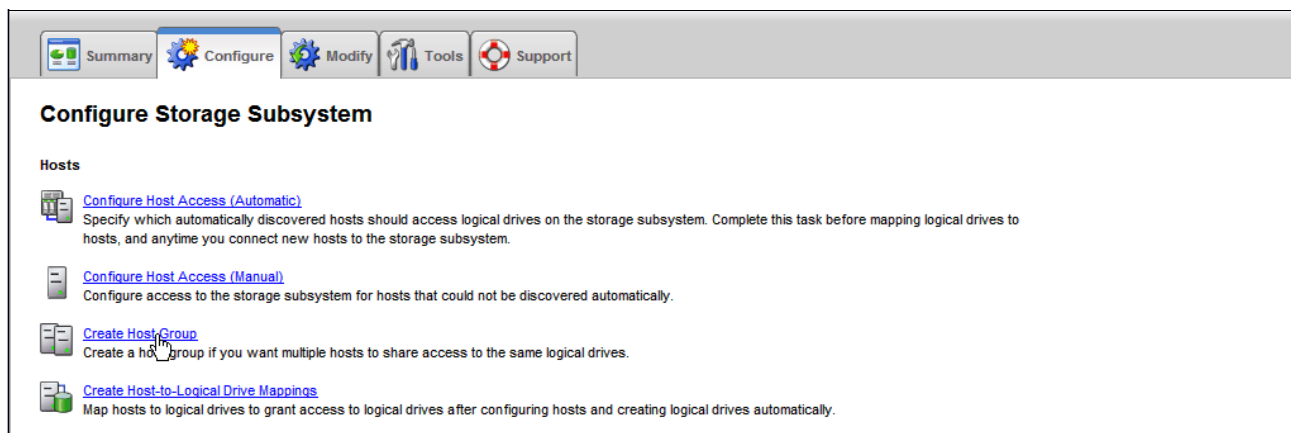 Summary Configure Modify Tools Support
Configure Storage Subsystem
Hosts
Configure Host Access (Automatic)
Specify which automatically discovered hosts should access logical drives on the storage subsystem. Complete this task before mapping logical drives to
hosts, and anytime you connect new hosts to the storage subsystem.
Configure Host Access (Manual)
Configure access to the storage subsystem for hosts that could not be discovered automatically.
Create Host Group
Create a host group if you want multiple hosts to share access to the same logical drives.
Create Host-to-Logical Drive Mappings
Map hosts to logical drives to grant access to logical drives after configuring hosts and creating logical drives automatically.